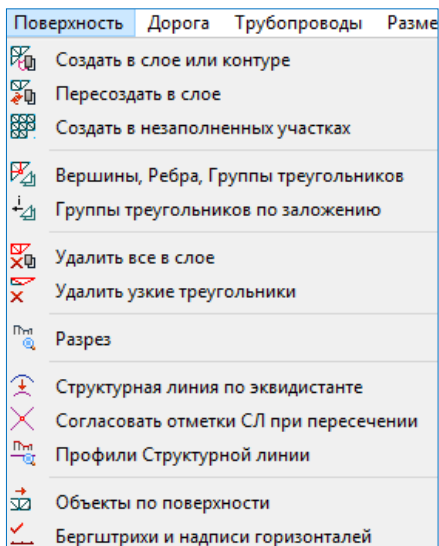 Поверхность Дорога Трубопроводы Разме
Создать в слое или контуре
Пересоздать в слое
Создать в незаполненных участках
Вершины, Ребра, Группы треугольников
Группы треугольников по заложению
Удалить все в слое
Удалить узкие треугольники
Разрез
Структурная линия по эквидистанте
Согласовать отметки СЛ при пересечении
Профили Структурной линии
Объекты по поверхности
Бергштрихи и надписи горизонталей